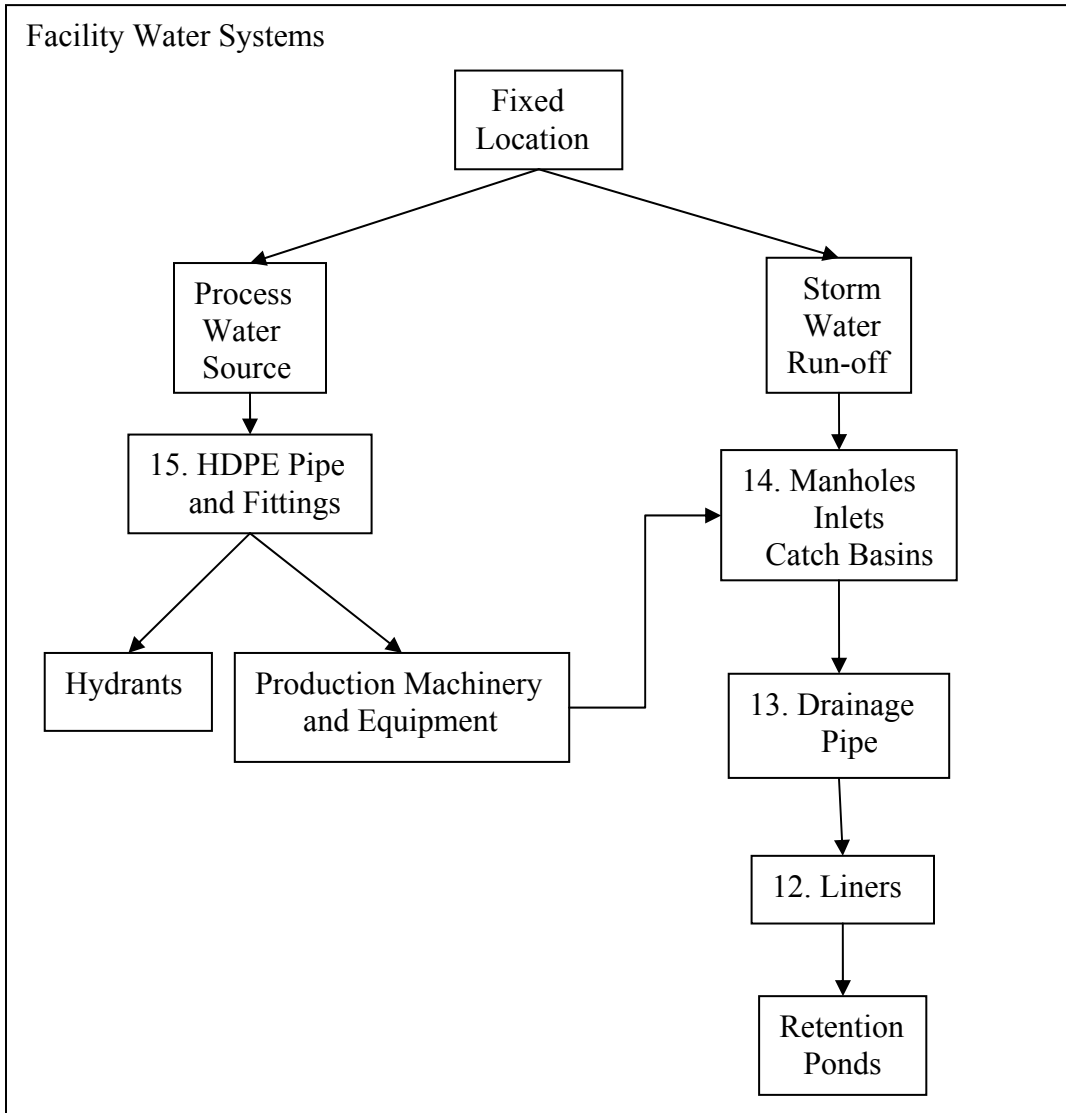 Facility Water Systems
Fixed
Location
Process
Water
Source
Storm
Water
Run-off
15. HDPE Pipe
and Fittings
14. Manholes
Inlets
Catch Basins
Hydrants
Production Machinery
and Equipment
13. Drainage
Pipe
12. Liners
Retention
Ponds